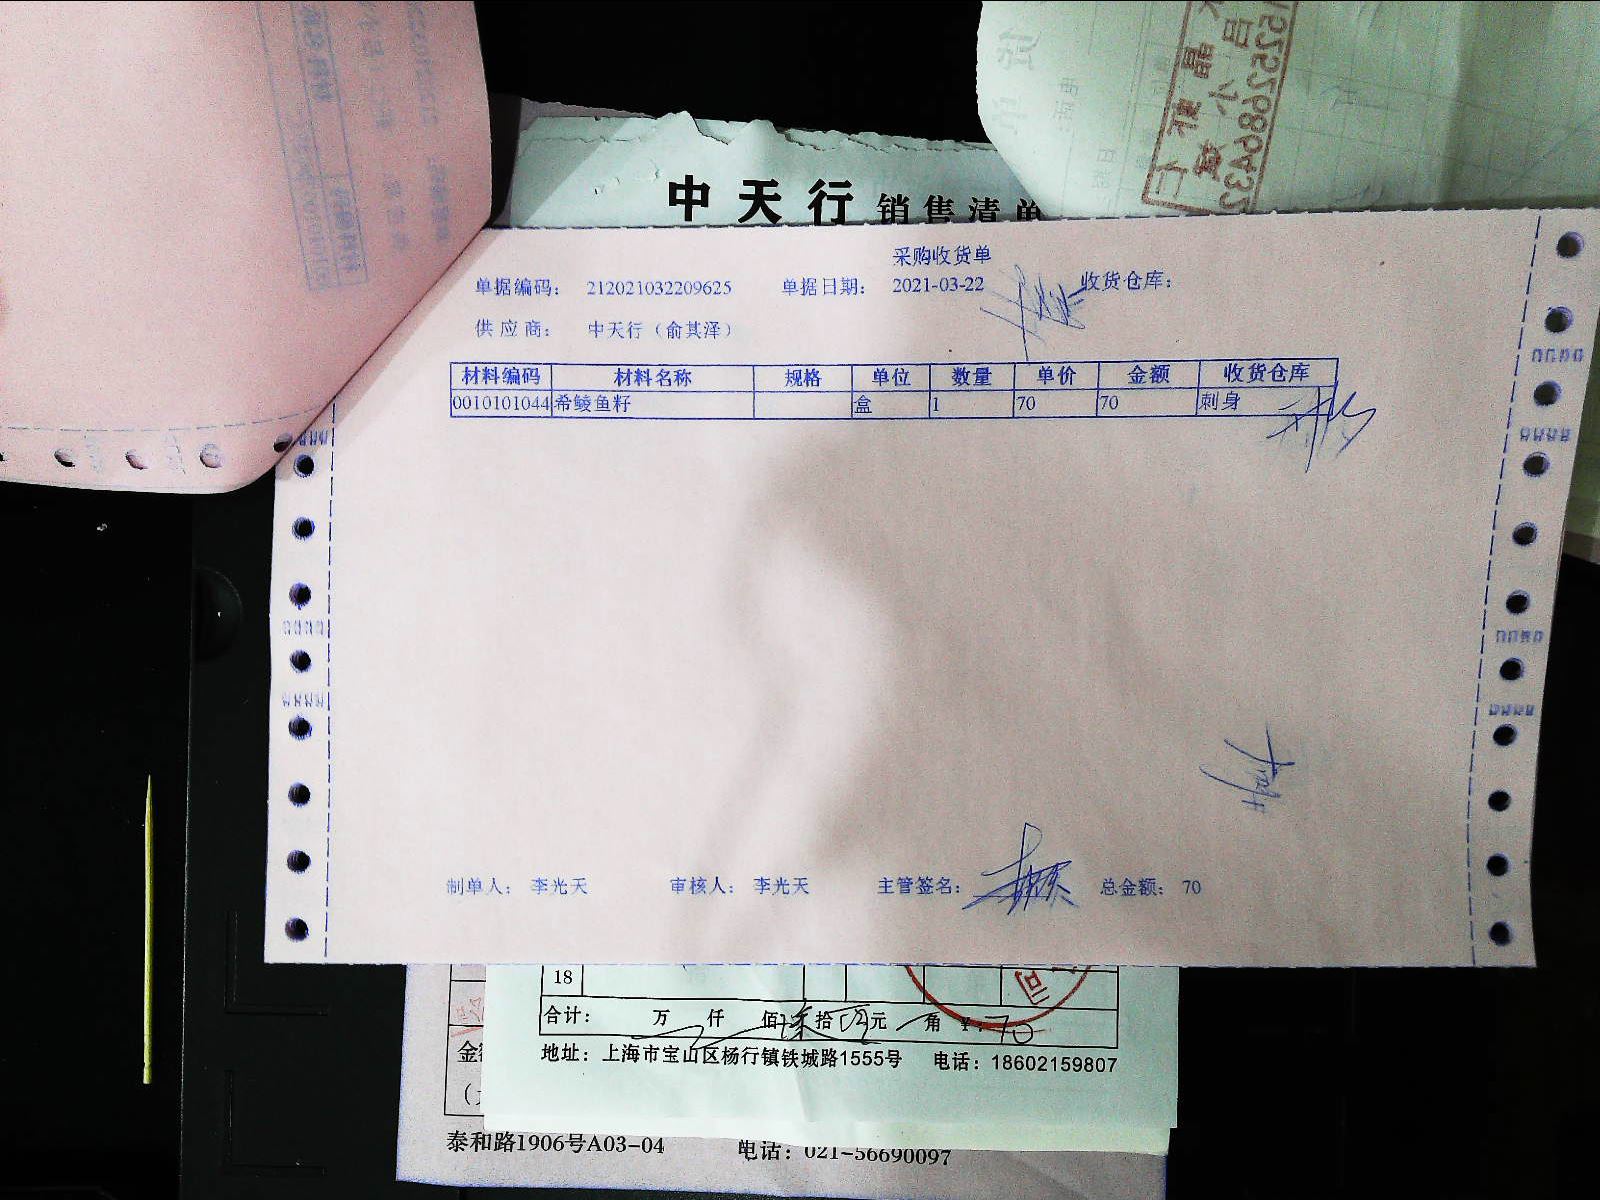 15252686433
中天行 销售清单
采购收货单
单据编码： 212021032209625 单据日期： 2021-03-22 收货仓库：
供应商： 中天行（俞其泽）
材料编码 材料名称 规格 单位 数量 单价 金额 收货仓库
0010101044 希鲮鱼籽 盒 1 70 70 刺身
制单人： 李光天 审核人： 李光天 主管签名： 总金额： 70
18
司
合计： 万 仟 佰 柒 拾 元 角 ¥：70
地址：上海市宝山区杨行镇铁城路1555号 电话：18602159807
泰和路1906号A03-04 电话：021-56690097